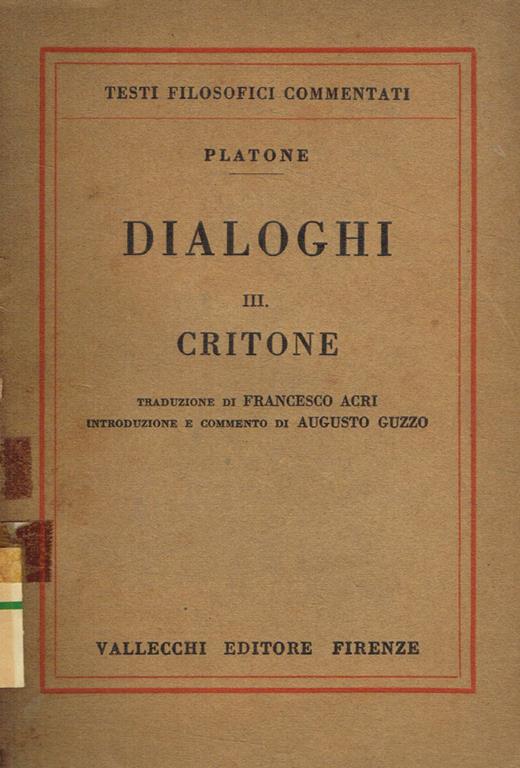 TESTI FILOSOFICI COMMENTATI
PLATONE
DIALOGHI
III.
CRITONE
TRADUZIONE DI FRANCESCO ACRI
INTRODUZIONE E COMMENTO DI AUGUSTO GUZZO
VALLECCHI EDITORE FIRENZE